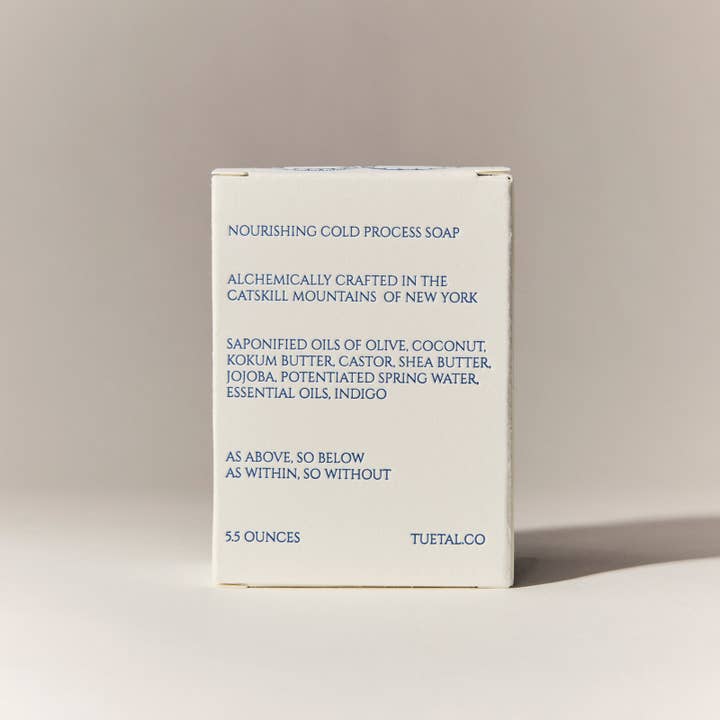 NOURISHING COLD PROCESS SOAP
ALCHEMICALLY CRAFTED IN THE
CATSKILL MOUNTAINS OF NEW YORK
SAPONIFIED OILS OF OLIVE, COCONUT,
KOKUM BUTTER, CASTOR, SHEA BUTTER,
JOJOBA, POTENTIATED SPRING WATER,
ESSENTIAL OILS, INDIGO
AS ABOVE, SO BELOW
AS WITHIN, SO WITHOUT
5.5 OUNCES TUETAL.CO